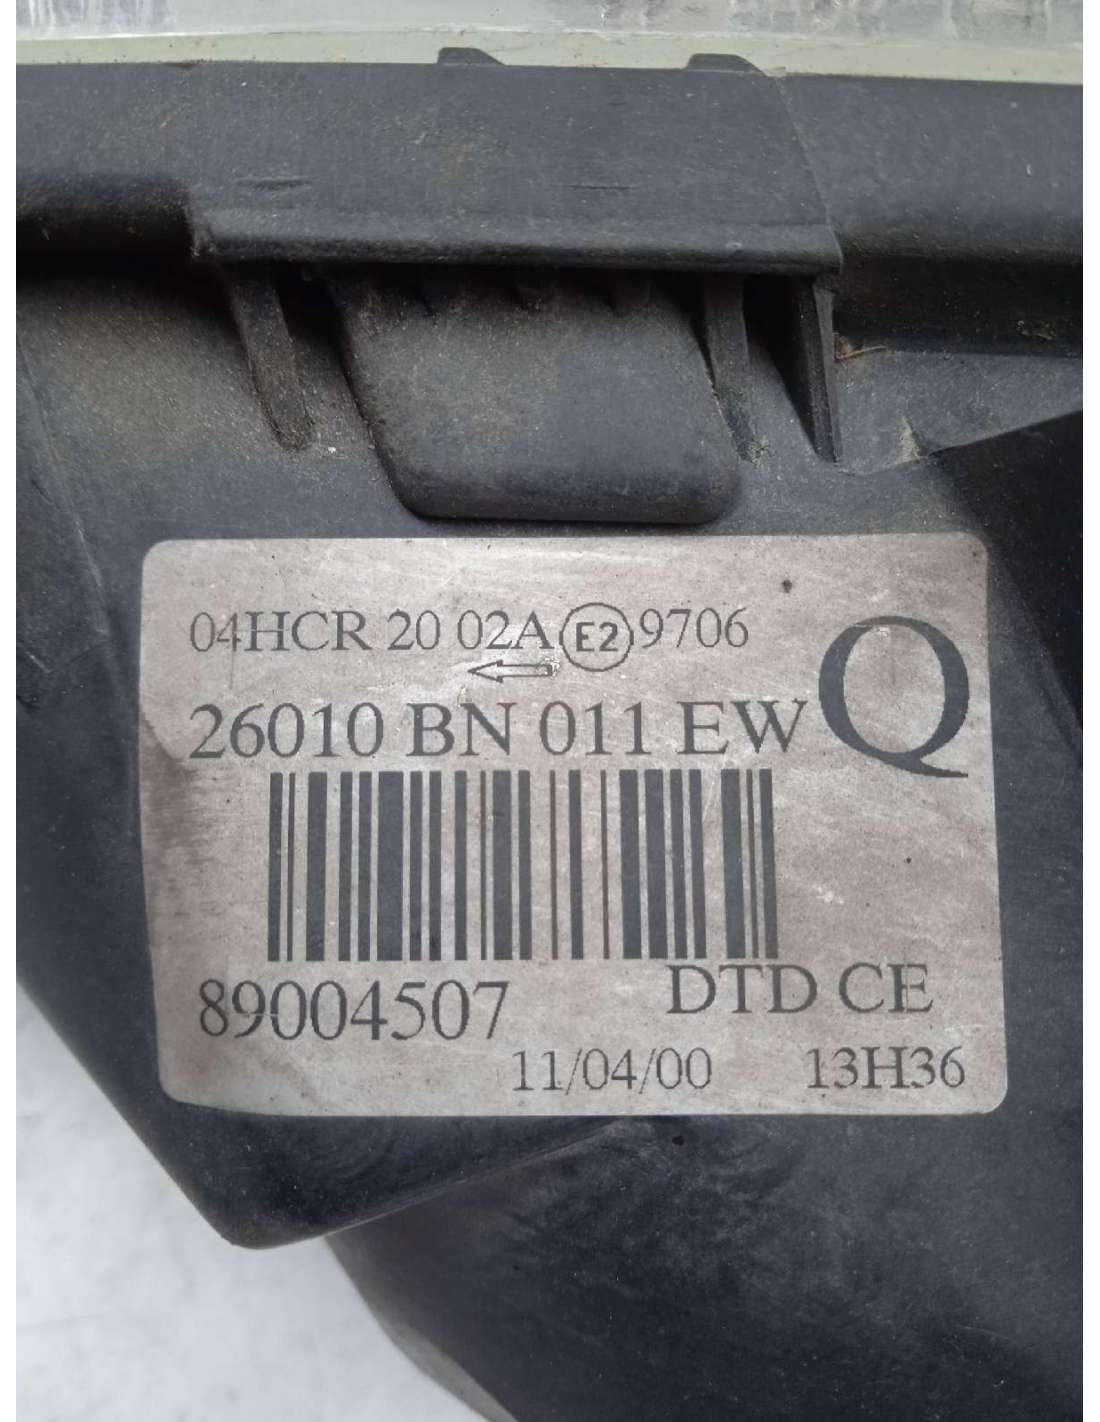 04HCR 20 02A E2 9706
Q
26010 BN 011 EW
89004507
DTD CE
11/04/00 13H36